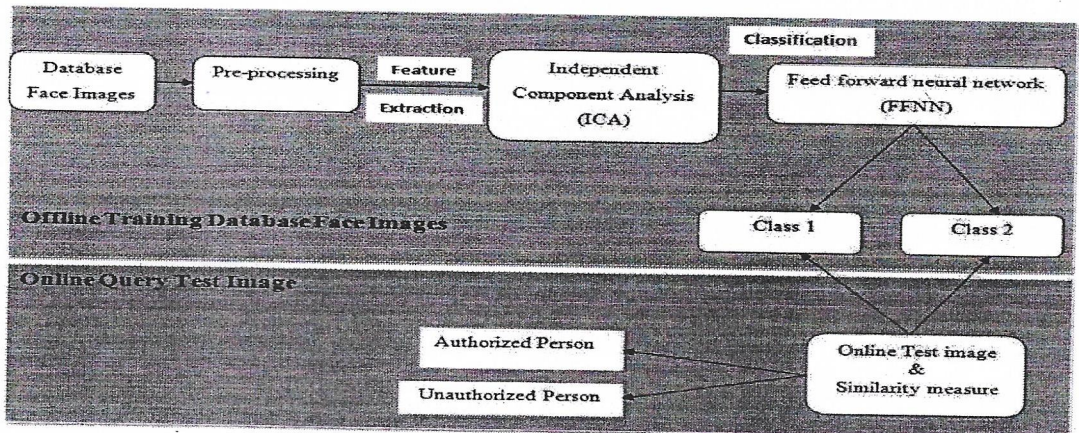 Classification
Database
Face Images
Pre-processing
Feature
Extraction
Independent
Component Analysis
(ICA)
Feed forward neural network
(FFNN)
Offline Training Database Face Images
Class 1
Class 2
Online Query Test Image
Authorized Person
Unauthorized Person
Online Test image
&
Similarity measure